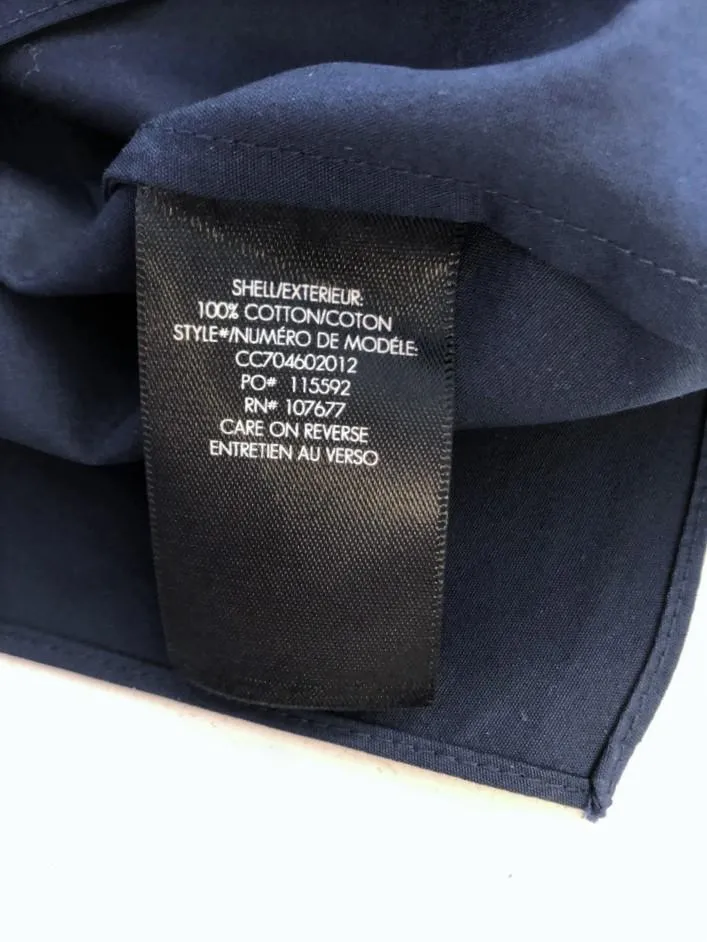 SHELL/EXTERIEUR:
100% COTTON/COTON
STYLE#/NUMÉRO DE MODÉLE:
CC704602012
PO# 115592
RN# 107677
CARE ON REVERSE
ENTRETIEN AU VERSO